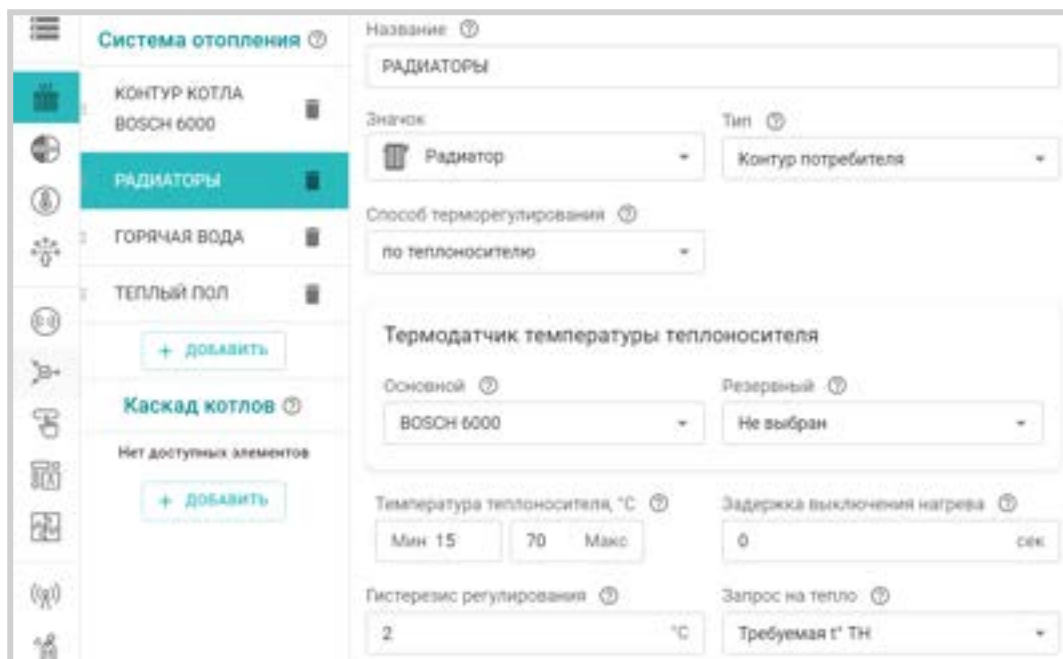 Система отопления
КОНТУР КОТЛА
BOSCH 6000
РАДИАТОРЫ
ГОРЯЧАЯ ВОДА
ТЕПЛЫЙ ПОЛ
+ ДОБАВИТЬ
Каскад котлов
Нет доступных элементов
+ ДОБАВИТЬ
Название
РАДИАТОРЫ
Значок
Тип
Радиатор
Контур потребителя
Способ терморегулирования
по теплоносителю
Термодатчик температуры теплоносителя
Основной
Резервный
BOSCH 6000
Не выбран
Температура теплоносителя, °C
Задержка выключения нагрева
Мин 15
70 Макс
0 сек
Гистерезис регулирования
Запрос на тепло
2 °C
Требуемая t° ТН